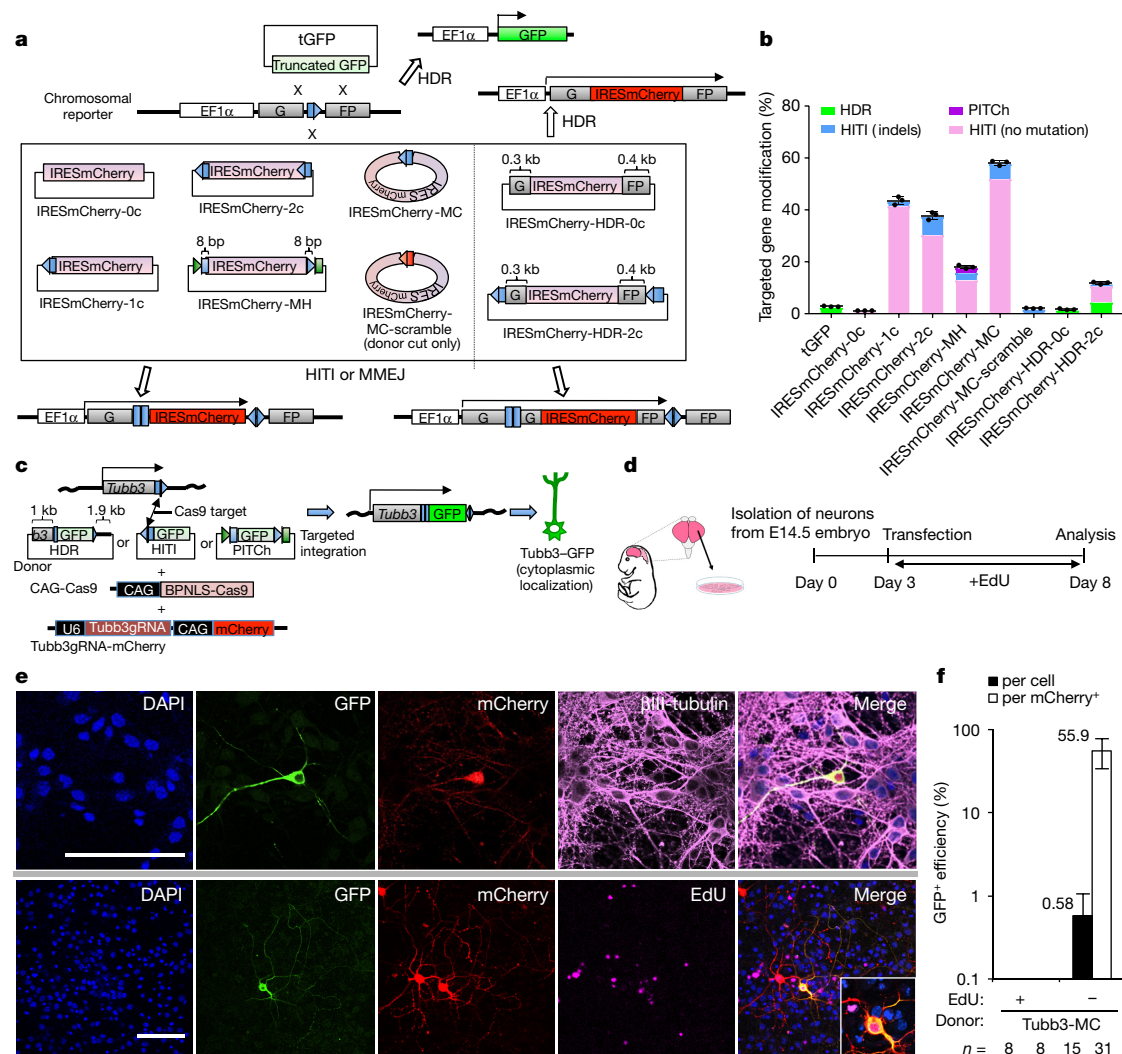 a
tGFP
Truncated GFP
X X
HDR
EF1α GFP
Chromosomal
reporter
EF1α G FP
X
EF1α G IRESmCherry FP
HDR
IRESmCherry
IRESmCherry-0c
IRESmCherry
IRESmCherry-2c
IRESmCherry
IRESmCherry-MC
0.3 kb 0.4 kb
G IRESmCherry FP
IRESmCherry-HDR-0c
IRESmCherry
IRESmCherry-1c
8 bp 8 bp
IRESmCherry
IRESmCherry-MH
IRESmCherry
IRESmCherry-
MC-scramble
(donor cut only)
0.3 kb 0.4 kb
G IRESmCherry FP
IRESmCherry-HDR-2c
HITI or MMEJ
EF1α G IRESmCherry FP
EF1α G G IRESmCherry FP FP
b
Targeted gene modification (%)
80
60
40
20
0
HDR
HITI (indels)
PITCh
HITI (no mutation)
tGFP
IRESmCherry-0c
IRESmCherry-1c
IRESmCherry-2c
IRESmCherry-MH
IRESmCherry-MC
IRESmCherry-MC-scramble
IRESmCherry-HDR-0c
IRESmCherry-HDR-2c
c
Tubb3
1 kb 1.9 kb
Cas9 target
b3 GFP
HDR
or
GFP
HITI
or
GFP
PITCh
Donor
Targeted
integration
Tubb3 GFP
Tubb3–GFP
(cytoplasmic
localization)
+
CAG-Cas9 CAG BPNLS-Cas9
+
U6 Tubb3gRNA CAG mCherry
Tubb3gRNA-mCherry
d
Isolation of neurons
from E14.5 embryo
Transfection
Analysis
Day 0 Day 3 +EdU Day 8
e
DAPI GFP mCherry βIII-tubulin Merge
DAPI GFP mCherry EdU Merge
f
per cell
per mCherry⁺
GFP⁺ efficiency (%)
100
10
1
0.1
55.9
0.58
EdU: + −
Donor: Tubb3-MC
n = 8 8 15 31